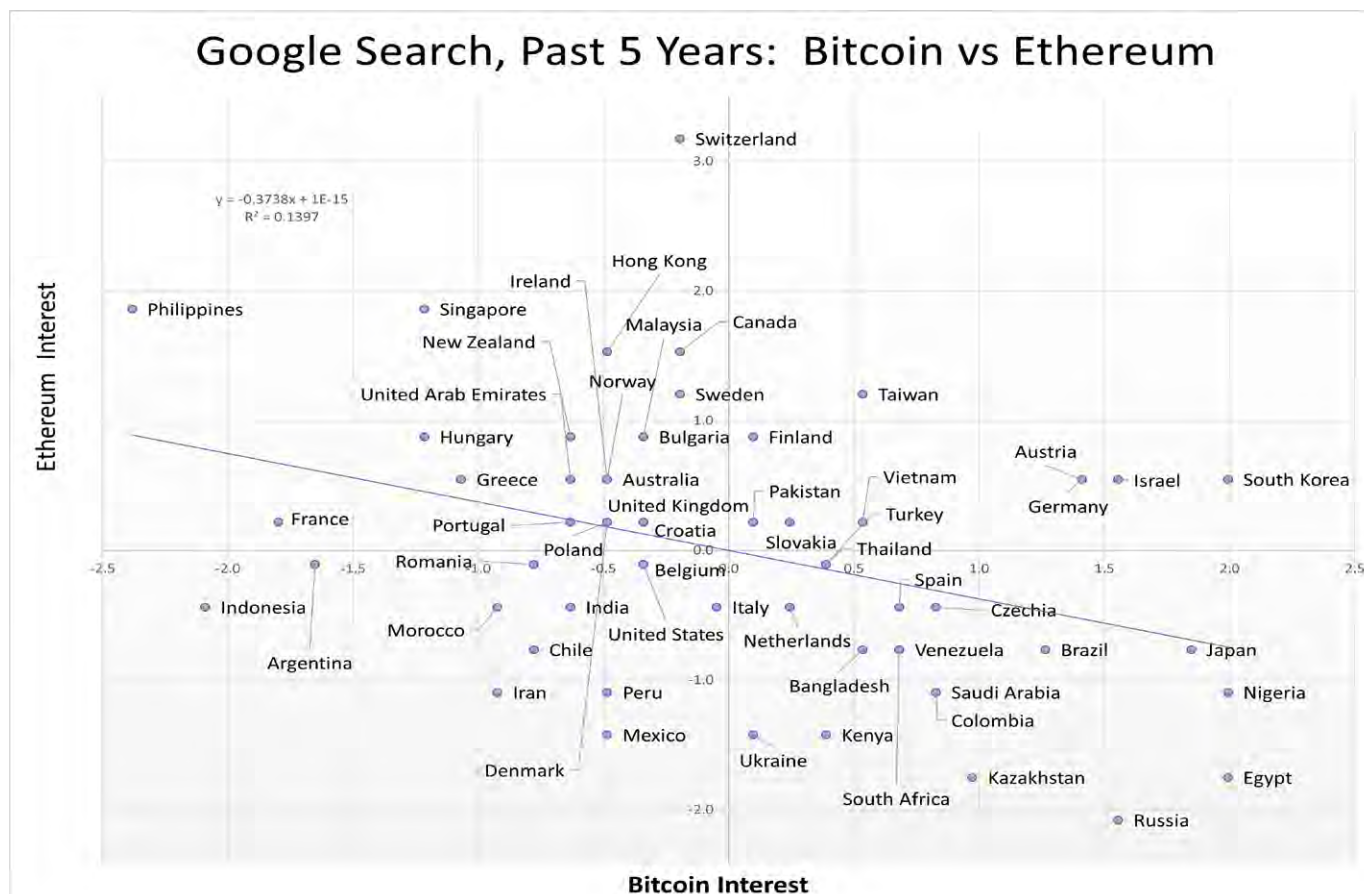 Google Search, Past 5 Years: Bitcoin vs Ethereum
Switzerland
3.0
y = -0.3738x + 1E-15
R² = 0.1397
Hong Kong
Ireland
2.0
Philippines
Singapore
Malaysia
Canada
New Zealand
Norway
United Arab Emirates
Sweden
Taiwan
1.0
Hungary
Bulgaria
Finland
Austria
Greece
Australia
Vietnam
Israel
South Korea
Pakistan
Germany
United Kingdom
France
Portugal
Croatia
Turkey
Slovakia
Poland
Thailand
0.0
Romania
Belgium
-2.5
-2.0
-1.5
-1.0
-0.5
0.0
0.5
1.0
1.5
2.0
2.5
Spain
Indonesia
India
Italy
Czechia
Morocco
United States
Netherlands
Argentina
Chile
Venezuela
Brazil
Japan
Bangladesh
-1.0
Iran
Peru
Saudi Arabia
Nigeria
Colombia
Mexico
Kenya
Ukraine
Denmark
Kazakhstan
Egypt
South Africa
-2.0
Russia
Ethereum Interest
Bitcoin Interest